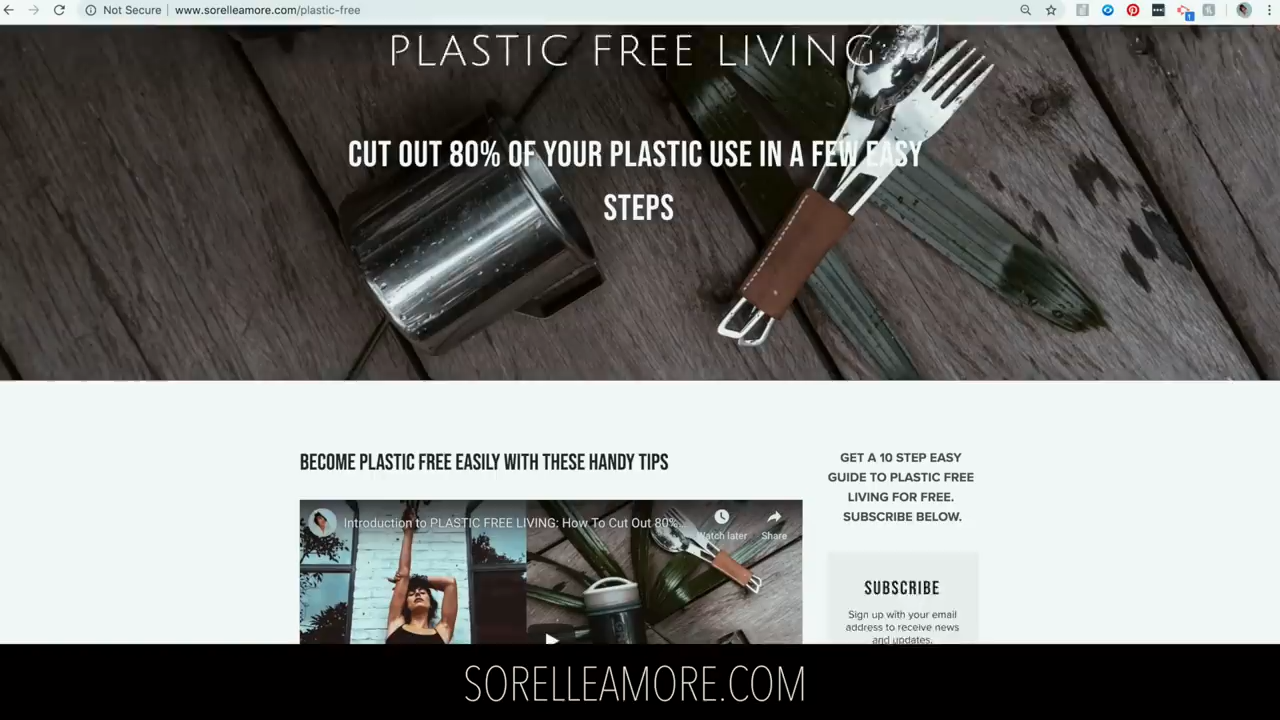 Not Secure
www.sorelleamore.com/plastic-free
PLASTIC FREE LIVING
CUT OUT 80% OF YOUR PLASTIC USE IN A FEW EASY
STEPS
BECOME PLASTIC FREE EASILY WITH THESE HANDY TIPS
Introduction to PLASTIC FREE LIVING: How To Cut Out 80%...
Watch later
Share
GET A 10 STEP EASY
GUIDE TO PLASTIC FREE
LIVING FOR FREE.
SUBSCRIBE BELOW.
SUBSCRIBE
Sign up with your email
address to receive news
and updates.
SORELLEAMORE.COM